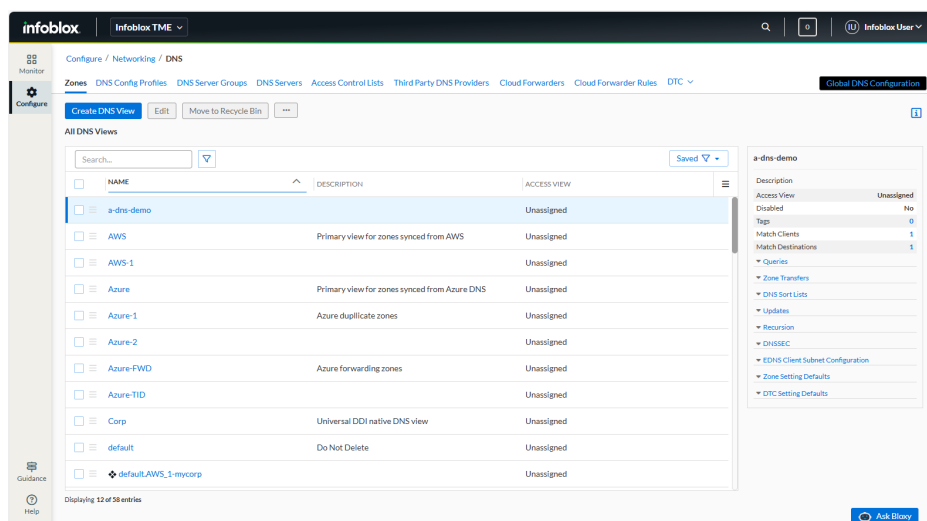 infoblox. Infoblox TME 0 IU Infoblox User
Monitor
Configure
Configure / Networking / DNS
Zones DNS Config Profiles DNS Server Groups DNS Servers Access Control Lists Third Party DNS Providers Cloud Forwarders Cloud Forwarder Rules DTC Global DNS Configuration
Create DNS View Edit Move to Recycle Bin ...
All DNS Views
Search... Saved
NAME DESCRIPTION ACCESS VIEW
a-dns-demo Unassigned
AWS Primary view for zones synced from AWS Unassigned
AWS-1 Unassigned
Azure Primary view for zones synced from Azure DNS Unassigned
Azure-1 Azure dupllicate zones Unassigned
Azure-2 Unassigned
Azure-FWD Azure forwarding zones Unassigned
Azure-TID Unassigned
Corp Universal DDI native DNS view Unassigned
default Do Not Delete Unassigned
default.AWS_1-mycorp Unassigned
Displaying 12 of 58 entries
a-dns-demo
Description
Access View Unassigned
Disabled No
Tags 0
Match Clients 1
Match Destinations 1
Queries
Zone Transfers
DNS Sort Lists
Updates
Recursion
DNSSEC
EDNS Client Subnet Configuration
Zone Setting Defaults
DTC Setting Defaults
Guidance
Help
Ask Bloxy